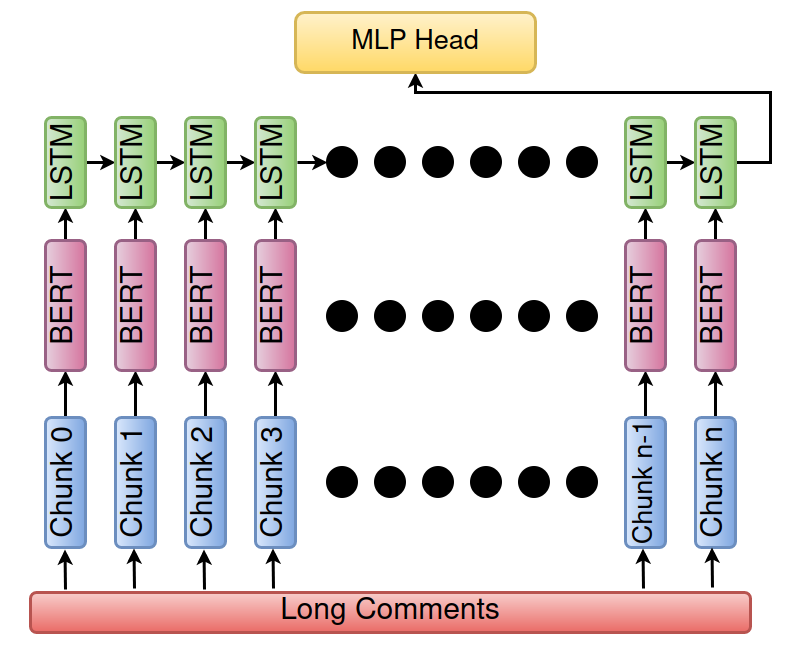 MLP Head
LSTM
LSTM
LSTM
LSTM
LSTM
LSTM
BERT
BERT
BERT
BERT
BERT
BERT
Chunk 0
Chunk 1
Chunk 2
Chunk 3
Chunk n-1
Chunk n
Long Comments